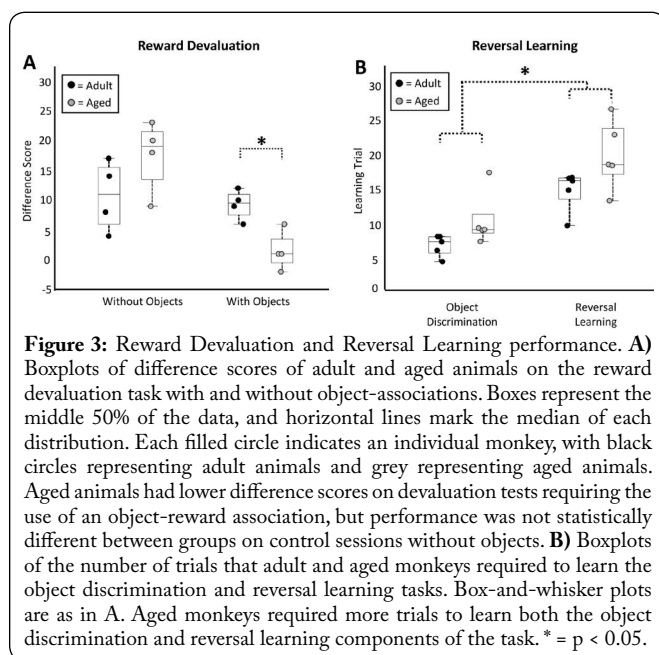 Reward Devaluation
A
30
25
20
15
10
5
0
-5
Difference Score
= Adult
= Aged
*
Without Objects
With Objects
Reversal Learning
B
30
25
20
15
10
5
0
Learning Trial
= Adult
= Aged
*
Object
Discrimination
Reversal
Learning
Figure 3: Reward Devaluation and Reversal Learning performance. A)
Boxplots of difference scores of adult and aged animals on the reward
devaluation task with and without object-associations. Boxes represent the
middle 50% of the data, and horizontal lines mark the median of each
distribution. Each filled circle indicates an individual monkey, with black
circles representing adult animals and grey representing aged animals.
Aged animals had lower difference scores on devaluation tests requiring the
use of an object-reward association, but performance was not statistically
different between groups on control sessions without objects. B) Boxplots
of the number of trials that adult and aged monkeys required to learn the
object discrimination and reversal learning tasks. Box-and-whisker plots
are as in A. Aged monkeys required more trials to learn both the object
discrimination and reversal learning components of the task. * = p < 0.05.